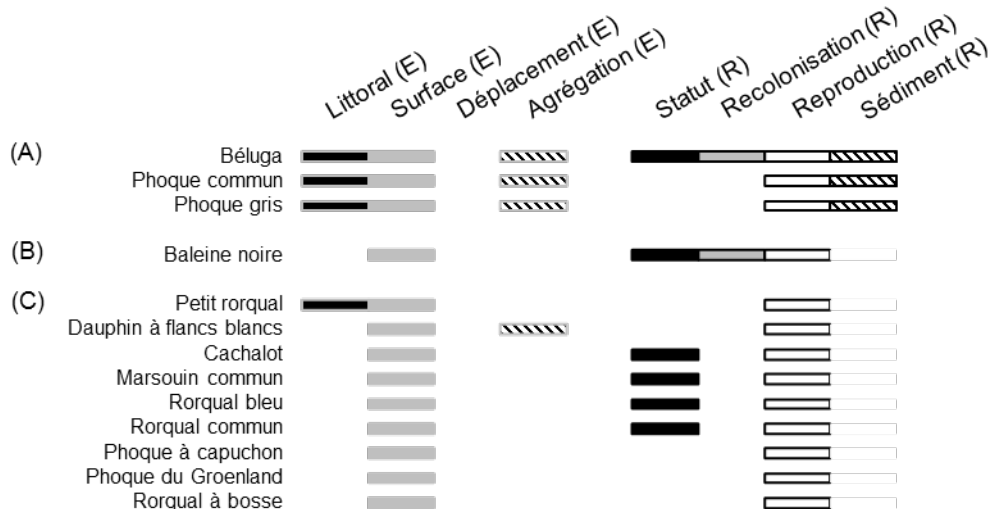 Littoral (E)
Surface (E)
Déplacement (E)
Agrégation (E)
Statut (R)
Recolonisation (R)
Reproduction (R)
Sédiment (R)
(A)
Béluga
Phoque commun
Phoque gris
(B)
Baleine noire
(C)
Petit rorqual
Dauphin à flancs blancs
Cachalot
Marsouin commun
Rorqual bleu
Rorqual commun
Phoque à capuchon
Phoque du Groenland
Rorqual à bosse